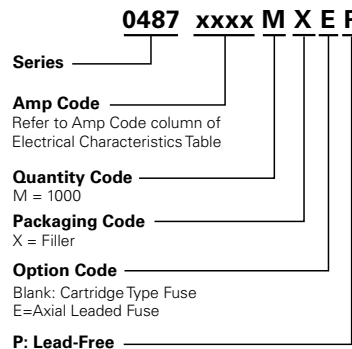 0487 xxxx M X E P
Series
Amp Code
Refer to Amp Code column of
Electrical Characteristics Table
Quantity Code
M = 1000
Packaging Code
X = Filler
Option Code
Blank: Cartridge Type Fuse
E=Axial Leaded Fuse
P: Lead-Free